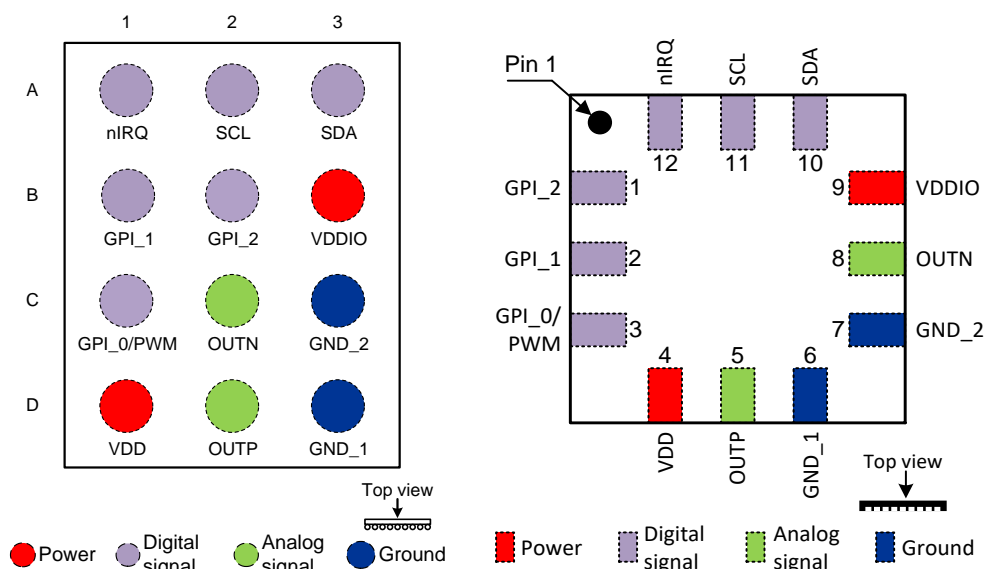 1 2 3
A
nIRQ SCL SDA
B
GPI_1 GPI_2 VDDIO
C
GPI_0/PWM OUTN GND_2
D
VDD OUTP GND_1
Top view
Power
Digital
signal
Analog
signal
Ground
Pin 1
nIRQ SCL SDA
12 11 10
GPI_2 1
9 VDDIO
GPI_1 2
8 OUTN
GPI_0/
PWM
3
7 GND_2
4 5 6
VDD OUTP GND_1
Top view
Power
Digital
signal
Analog
signal
Ground